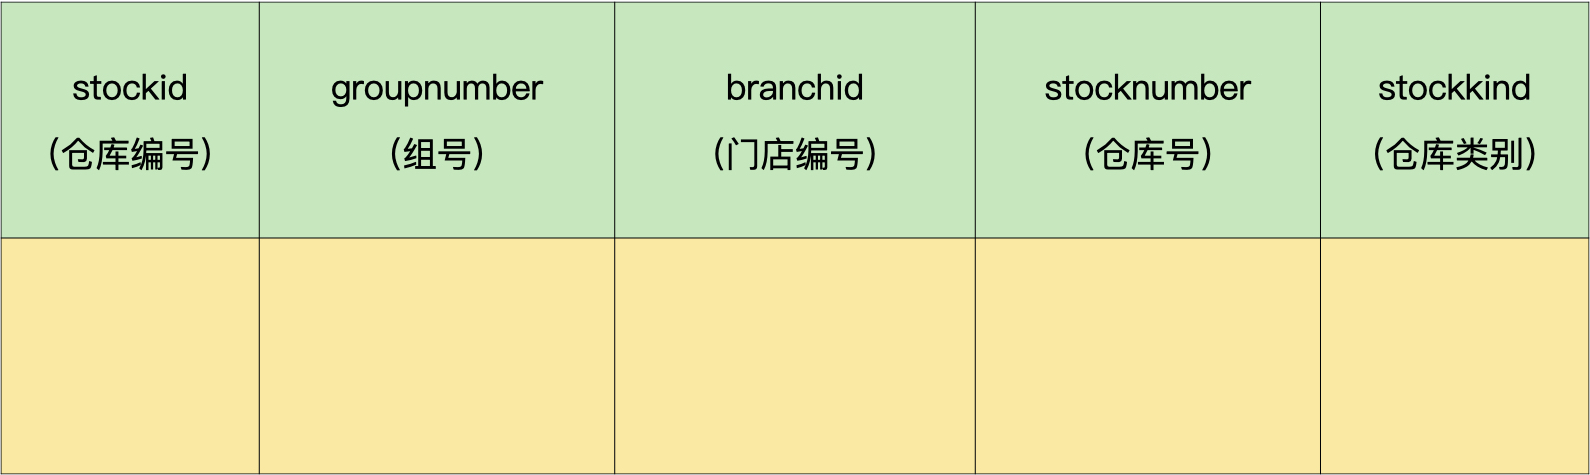 stockid
（仓库编号）
groupnumber
（组号）
branchid
（门店编号）
stocknumber
（仓库号）
stockkind
（仓库类别）